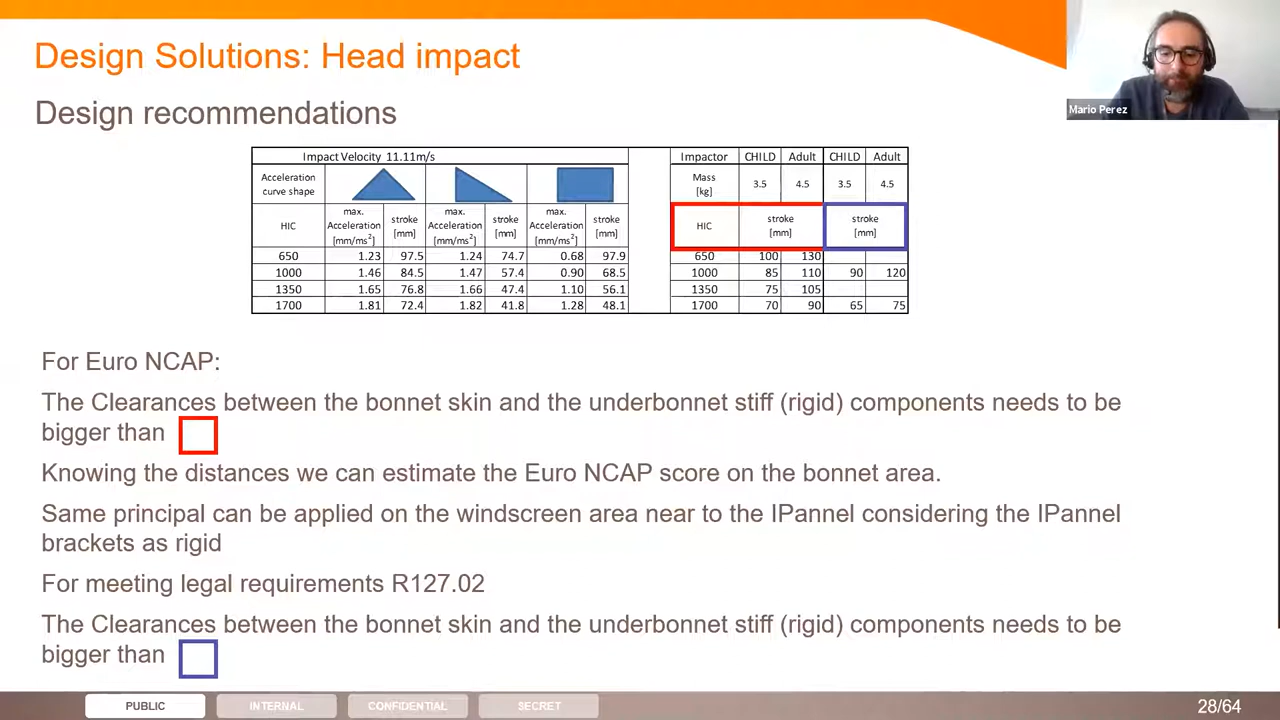 Design Solutions: Head impact
Mario Perez
Design recommendations
Impact Velocity 11.11m/s
Acceleration curve shape
HIC max. Acceleration [mm/ms²] stroke [mm] max. Acceleration [mm/ms²] stroke [mm] max. Acceleration [mm/ms²] stroke [mm]
650 1.23 97.5 1.24 74.7 0.68 97.9
1000 1.46 84.5 1.47 57.4 0.90 68.5
1350 1.65 76.8 1.66 47.4 1.10 56.1
1700 1.81 72.4 1.82 41.8 1.28 48.1
Impactor CHILD Adult CHILD Adult
Mass [kg] 3.5 4.5 3.5 4.5
HIC stroke [mm] stroke [mm]
650 100 130
1000 85 110 90 120
1350 75 105
1700 70 90 65 75
For Euro NCAP:
The Clearances between the bonnet skin and the underbonnet stiff (rigid) components needs to be
bigger than
Knowing the distances we can estimate the Euro NCAP score on the bonnet area.
Same principal can be applied on the windscreen area near to the IPannel considering the IPannel
brackets as rigid
For meeting legal requirements R127.02
The Clearances between the bonnet skin and the underbonnet stiff (rigid) components needs to be
bigger than
PUBLIC INTERNAL CONFIDENTIAL SECRET 28/64